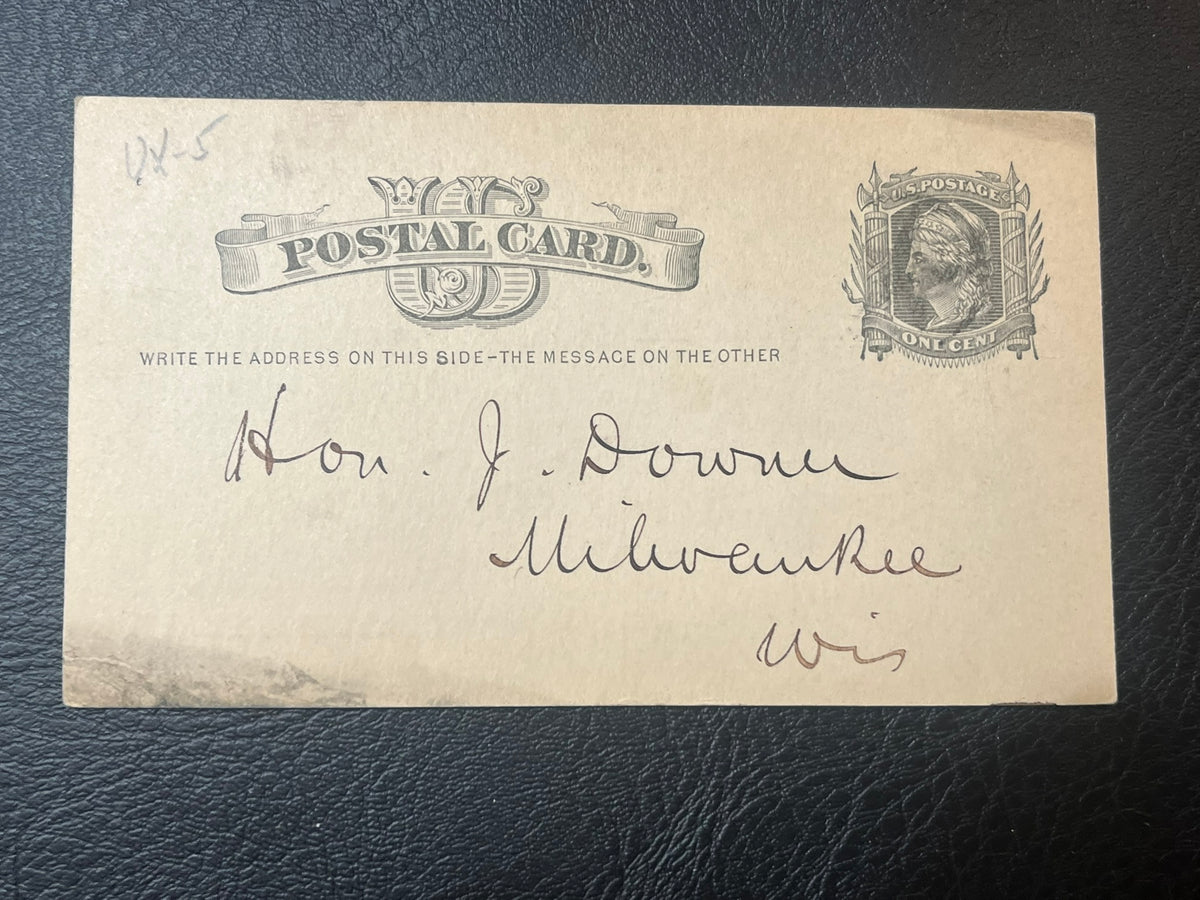 UX-5
US
POSTAL CARD.
U.S. POSTAGE
ONE CENT
WRITE THE ADDRESS ON THIS SIDE-THE MESSAGE ON THE OTHER
Hon. J. Downer
Milwaukee
Wis